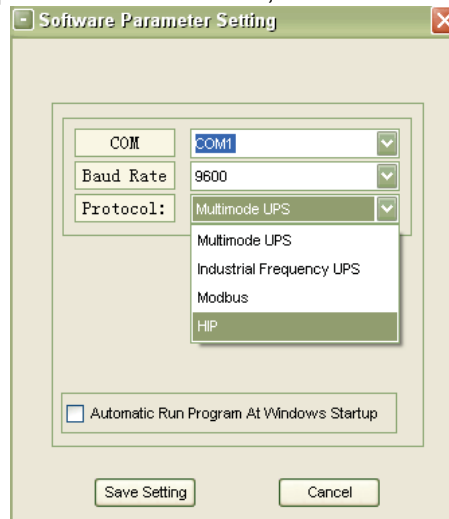 Software Parameter Setting
COM COM1
Baud Rate 9600
Protocol: Multimode UPS
Multimode UPS
Industrial Frequency UPS
Modbus
HIP
Automatic Run Program At Windows Startup
Save Setting Cancel